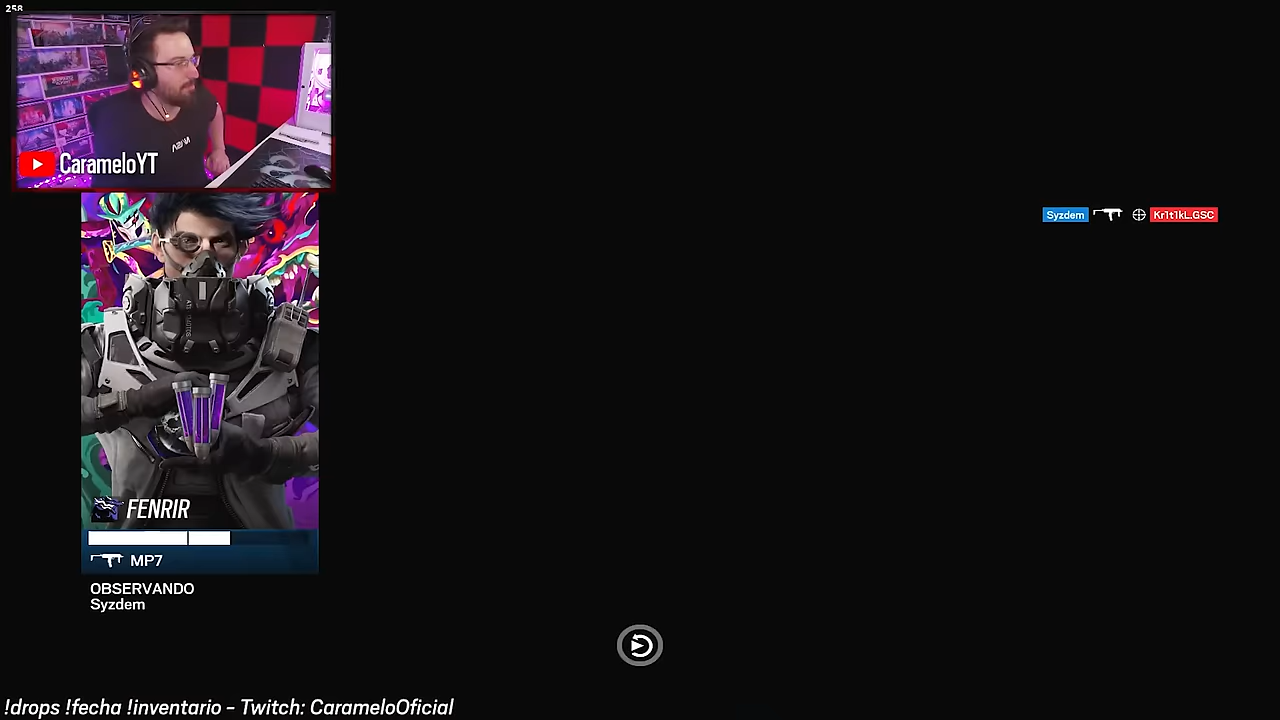 258
CarameloYT
Syzdem Kr1t1kL.GSC
FENRIR
MP7
OBSERVANDO
Syzdem
!drops !fecha !inventario - Twitch: CarameloOficial